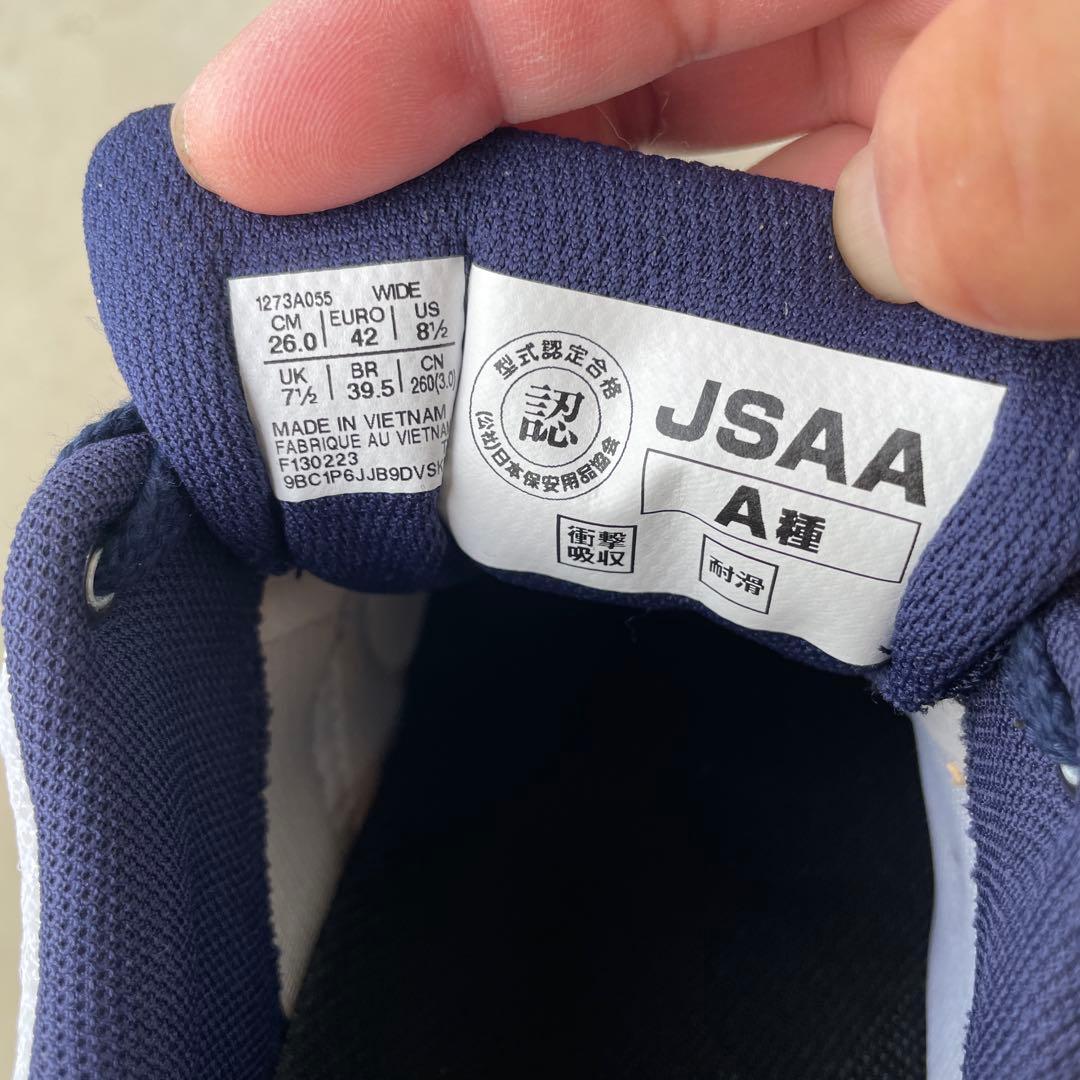 1273A055 WIDE
CM 26.0 | EURO 42 | US 8½
UK 7½ | BR 39.5 | CN 260(3.0)
MADE IN VIETNAM
FABRIQUE AU VIETNAM
F130223
9BC1P6JJB9DVSK
型式認定合格
認
(公社)日本保安用品協会
JSAA
A種
衝撃
吸収
耐滑